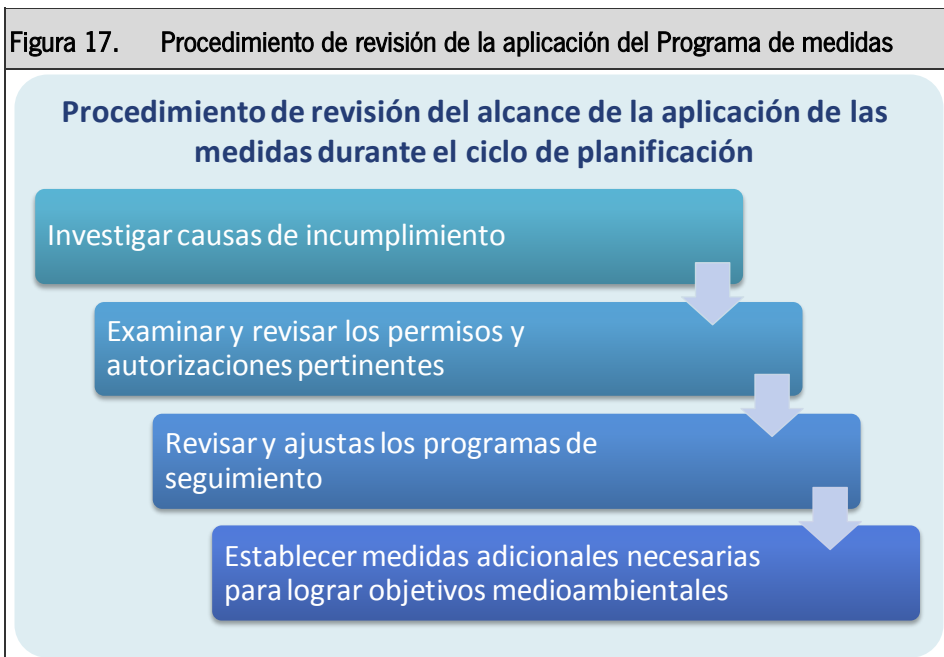 Figura 17. Procedimiento de revisión de la aplicación del Programa de medidas
Procedimiento de revisión del alcance de la aplicación de las
medidas durante el ciclo de planificación
Investigar causas de incumplimiento
Examinar y revisar los permisos y
autorizaciones pertinentes
Revisar y ajustas los programas de
seguimiento
Establecer medidas adicionales necesarias
para lograr objetivos medioambientales